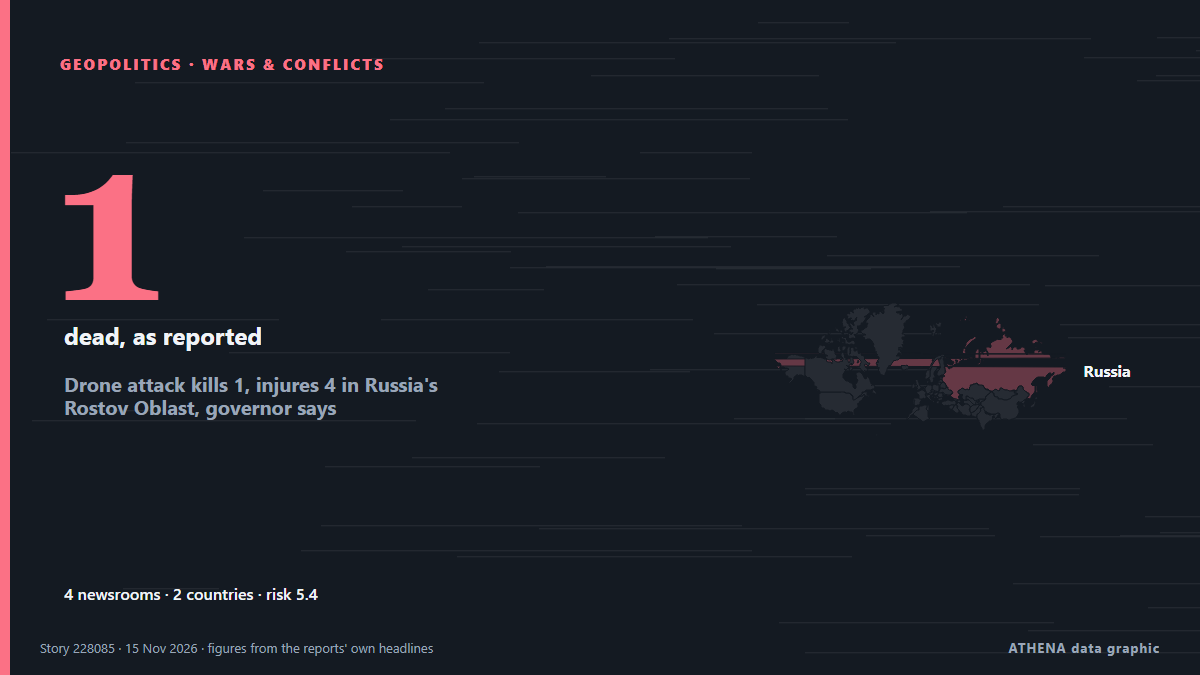 GEOPOLITICS · WARS & CONFLICTS
1
dead, as reported
Drone attack kills 1, injures 4 in Russia's
Rostov Oblast, governor says
Russia
4 newsrooms · 2 countries · risk 5.4
Story 228085 · 15 Nov 2026 · figures from the reports' own headlines
ATHENA data graphic